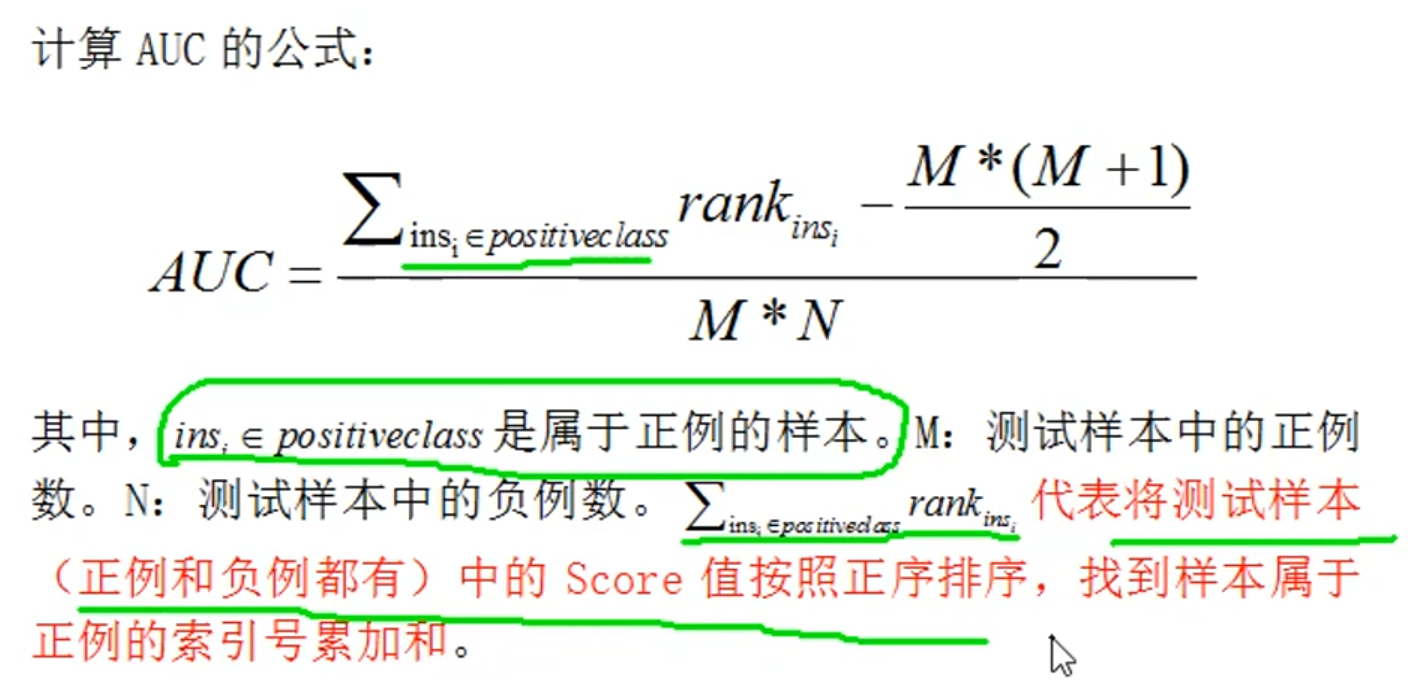 计算 AUC 的公式：
AUC = \frac{\sum_{ins_i \in positiveclass} rank_{ins_i} - \frac{M*(M+1)}{2}}{M*N}
其中，ins_i ∈ positiveclass 是属于正例的样本。M：测试样本中的正例
数。N：测试样本中的负例数。\sum_{ins_i ∈ positiveclass} rank_{ins_i} 代表将测试样本
（正例和负例都有）中的 Score 值按照正序排序，找到样本属于
正例的索引号累加和。